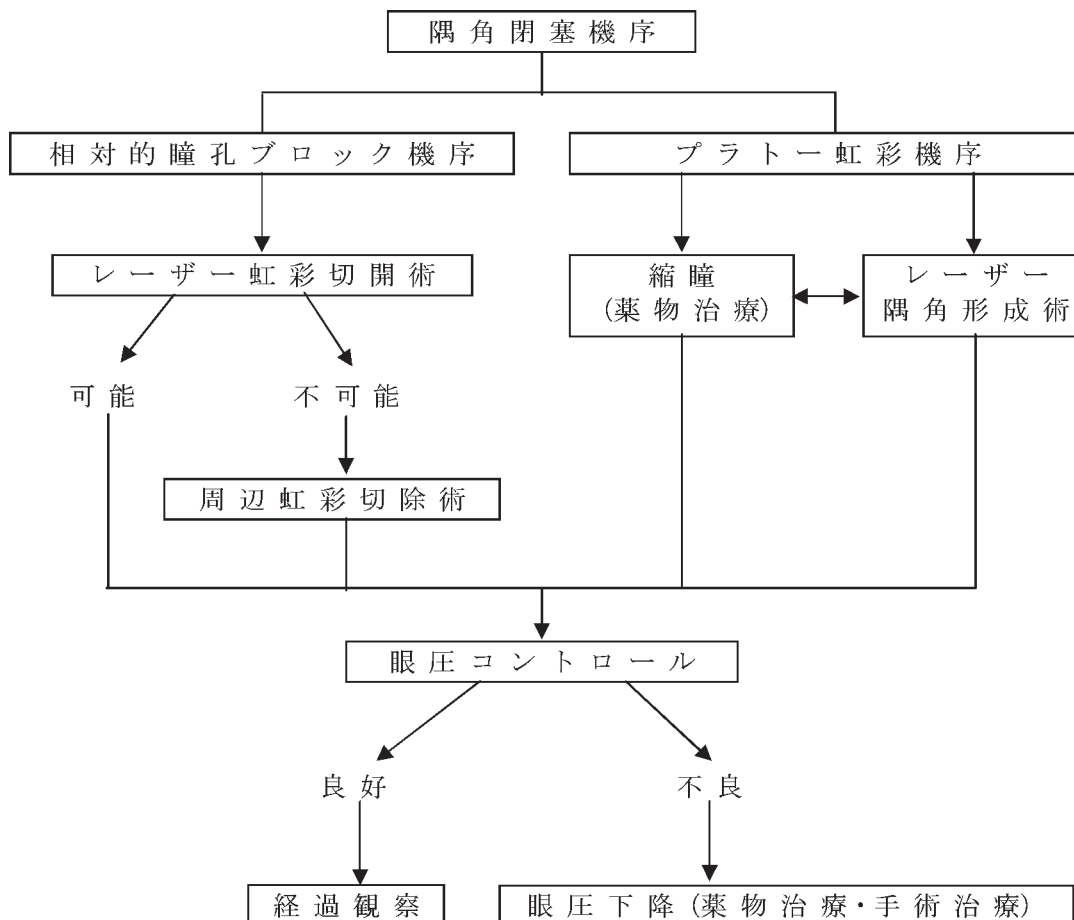 隅角閉塞機序
相対的瞳孔ブロック機序
プラトー虹彩機序
レーザー虹彩切開術
縮瞳
(薬物治療)
レーザー
隅角形成術
可能
不可能
周辺虹彩切除術
眼圧コントロール
良好
不良
経過観察
眼圧下降(薬物治療・手術治療)